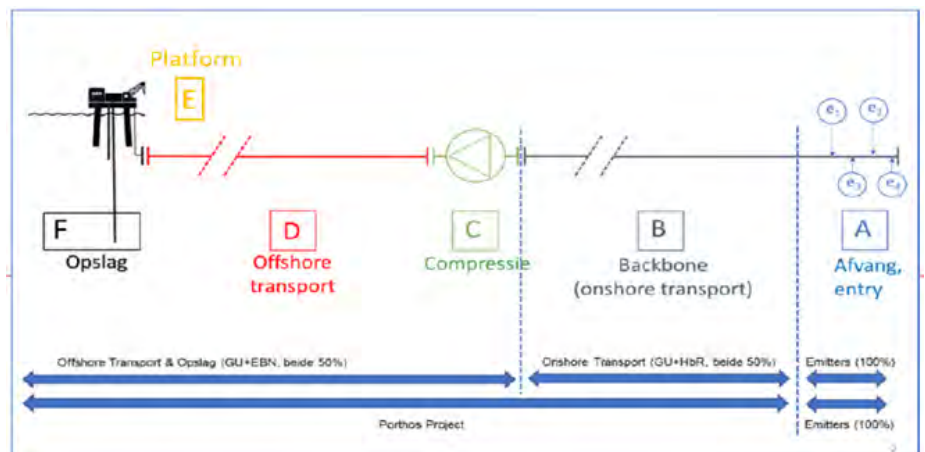 Platform
E
e1
e2
e3
e4
F
D
C
B
A
Opslag
Offshore
transport
Compressie
Backbone
(onshore transport)
Afvang,
entry
Offshore Transport & Opslag (GU+EBN, beide 50%)
Onshore Transport (GU+HbR, beide 50%)
Emitters (100%)
Porthos Project
Emitters (100%)